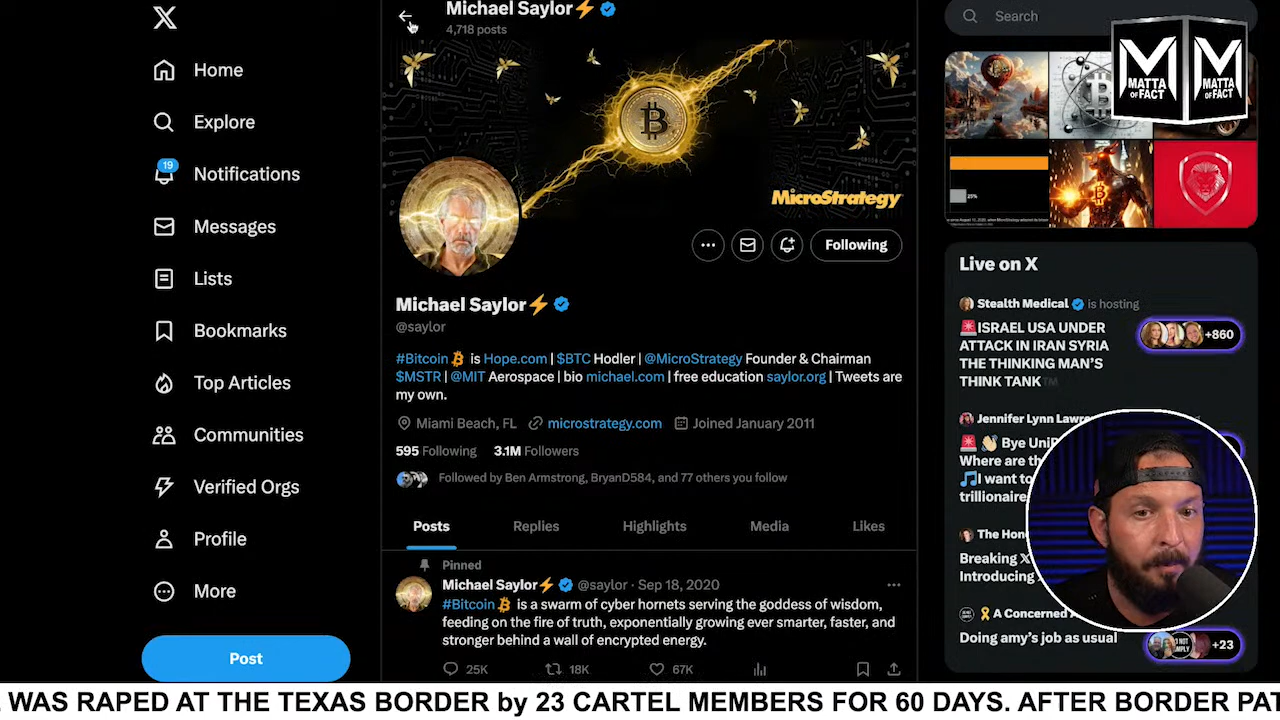 Michael Saylor⚡
4,718 posts
Search
MATTA OF FACT
MATTA OF FACT
Home
Explore
19
Notifications
Messages
Lists
Bookmarks
Top Articles
Communities
Verified Orgs
Profile
More
Post
MicroStrategy
25%
Following
Michael Saylor⚡
@saylor
#Bitcoin is Hope.com | $BTC Hodler | @MicroStrategy Founder & Chairman
$MSTR | @MIT Aerospace | bio michael.com | free education saylor.org | Tweets are
my own.
Miami Beach, FL microstrategy.com Joined January 2011
595 Following 3.1M Followers
Followed by Ben Armstrong, BryanD584, and 77 others you follow
Posts Replies Highlights Media Likes
Pinned
Michael Saylor⚡ @saylor · Sep 18, 2020
#Bitcoin is a swarm of cyber hornets serving the goddess of wisdom,
feeding on the fire of truth, exponentially growing ever smarter, faster, and
stronger behind a wall of encrypted energy.
25K 18K 67K
Live on X
Stealth Medical is hosting
🚨ISRAEL USA UNDER
ATTACK IN IRAN SYRIA
THE THINKING MAN'S
THINK TANK™
+860
Jennifer Lynn Lawre
🚨 👏🏻 Bye
Where are th
🎵I want to
trillionaire
The Hon
Breaking X
Introducing
🎗️A Concerned
Doing amy's job as usual
+23
WAS RAPED AT THE TEXAS BORDER by 23 CARTEL MEMBERS FOR 60 DAYS. AFTER BORDER PAT